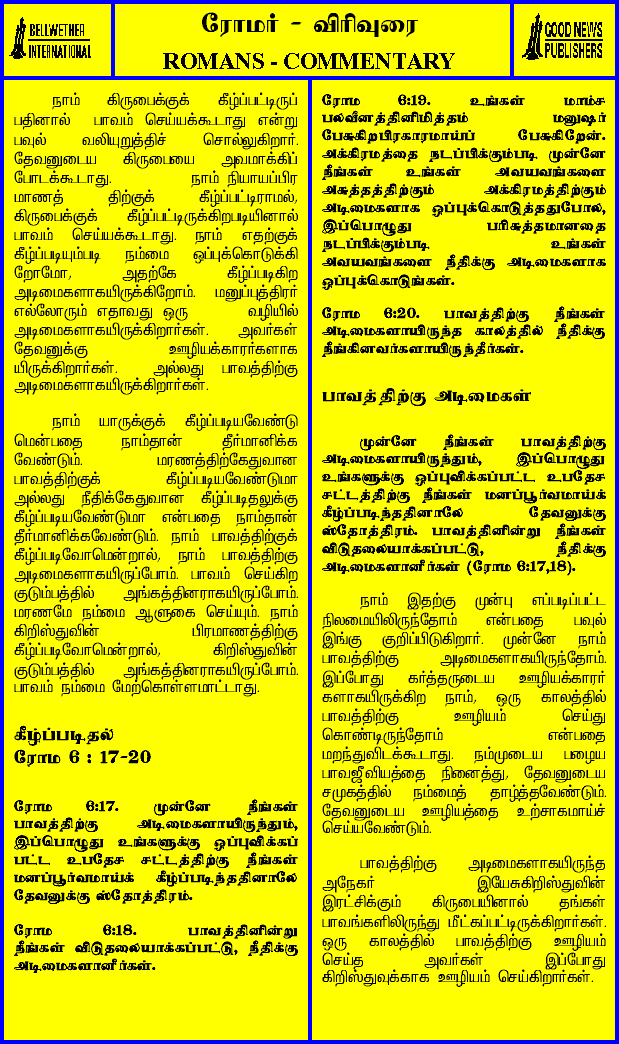 BELLWETHER
INTERNATIONAL
ரோமர் - விரிவுரை
ROMANS - COMMENTARY
GOOD NEWS
PUBLISHERS
நாம் கிருபைக்குக் கீழ்ப்பட்டிருப்
பதினால் பாவம் செய்யக்கூடாது என்று
பவுல் வலியுறுத்திச் சொல்லுகிறார்.
தேவனுடைய கிருபையை அவமாக்கிப்
போடக்கூடாது. நாம் நியாயப்பிர
மாணத் திற்குக் கீழ்ப்பட்டிராமல்,
கிருபைக்குக் கீழ்ப்பட்டிருக்கிறபடியினால்
பாவம் செய்யக்கூடாது. நாம் எதற்குக்
கீழ்ப்படியும்படி நம்மை ஒப்புக்கொடுக்கி
றோமோ, அதற்கே கீழ்ப்படிகிற
அடிமைகளாகயிருக்கிறோம். மனுப்புத்திரர்
எல்லோரும் எதாவது ஒரு வழியில்
அடிமைகளாகயிருக்கிறார்கள். அவர்கள்
தேவனுக்கு ஊழியக்காரர்களாக
யிருக்கிறார்கள். அல்லது பாவத்திற்கு
அடிமைகளாகயிருக்கிறார்கள்.
நாம் யாருக்குக் கீழ்ப்படியவேண்டு
மென்பதை நாம்தான் தீர்மானிக்க
வேண்டும். மரணத்திற்கேதுவான
பாவத்திற்குக் கீழ்ப்படியவேண்டுமா
அல்லது நீதிக்கேதுவான கீழ்ப்படிதலுக்கு
கீழ்ப்படியவேண்டுமா என்பதை நாம்தான்
தீர்மானிக்கவேண்டும். நாம் பாவத்திற்குக்
கீழ்ப்படிவோமென்றால், நாம் பாவத்திற்கு
அடிமைகளாகயிருப்போம். பாவம் செய்கிற
குடும்பத்தில் அங்கத்தினராகயிருப்போம்.
மரணமே நம்மை ஆளுகை செய்யும். நாம்
கிறிஸ்துவின் பிரமாணத்திற்கு
கீழ்ப்படிவோமென்றால், கிறிஸ்துவின்
குடும்பத்தில் அங்கத்தினராகயிருப்போம்.
பாவம் நம்மை மேற்கொள்ளமாட்டாது.
கீழ்ப்படிதல்
ரோம 6 : 17-20
ரோம 6:17. முன்னே நீங்கள்
பாவத்திற்கு அடிமைகளாயிருந்தும்,
இப்பொழுது உங்களுக்கு ஒப்புவிக்கப்
பட்ட உபதேச சட்டத்திற்கு நீங்கள்
மனப்பூர்வமாய்க் கீழ்ப்படிந்ததினாலே
தேவனுக்கு ஸ்தோத்திரம்.
ரோம 6:18. பாவத்தினின்று
நீங்கள் விடுதலையாக்கப்பட்டு, நீதிக்கு
அடிமைகளானீர்கள்.
ரோம 6:19. உங்கள் மாம்ச
பலவீனத்தினிமித்தம் மனுஷர்
பேசுகிறபிரகாரமாய்ப் பேசுகிறேன்.
அக்கிரமத்தை நடப்பிக்கும்படி முன்னே
நீங்கள் உங்கள் அவயவங்களை
அசுத்தத்திற்கும் அக்கிரமத்திற்கும்
அடிமைகளாக ஒப்புக்கொடுத்ததுபோல,
இப்பொழுது பரிசுத்தமானதை
நடப்பிக்கும்படி உங்கள்
அவயவங்களை நீதிக்கு அடிமைகளாக
ஒப்புக்கொடுங்கள்.
ரோம 6:20. பாவத்திற்கு நீங்கள்
அடிமைகளாயிருந்த காலத்தில் நீதிக்கு
நீங்கினவர்களாயிருந்தீர்கள்.
பாவத்திற்கு அடிமைகள்
முன்னே நீங்கள் பாவத்திற்கு
அடிமைகளாயிருந்தும், இப்பொழுது
உங்களுக்கு ஒப்புவிக்கப்பட்ட உபதேச
சட்டத்திற்கு நீங்கள் மனப்பூர்வமாய்க்
கீழ்ப்படிந்ததினாலே தேவனுக்கு
ஸ்தோத்திரம். பாவத்தினின்று நீங்கள்
விடுதலையாக்கப்பட்டு, நீதிக்கு
அடிமைகளானீர்கள் (ரோம 6:17,18).
நாம் இதற்கு முன்பு எப்படிப்பட்ட
நிலமையிலிருந்தோம் என்பதை பவுல்
இங்கு குறிப்பிடுகிறார். முன்னே நாம்
பாவத்திற்கு அடிமைகளாகயிருந்தோம்.
இப்போது கர்த்தருடைய ஊழியக்காரர்
களாகயிருக்கிற நாம், ஒரு காலத்தில்
பாவத்திற்கு ஊழியம் செய்து
கொண்டிருந்தோம் என்பதை
மறந்துவிடக்கூடாது. நம்முடைய பழைய
பாவஜீவியத்தை நினைத்து, தேவனுடைய
சமுகத்தில் நம்மைத் தாழ்த்தவேண்டும்.
தேவனுடைய ஊழியத்தை உற்சாகமாய்ச்
செய்யவேண்டும்.
பாவத்திற்கு அடிமைகளாகயிருந்த
அநேகர் இயேசுகிறிஸ்துவின்
இரட்சிக்கும் கிருபையினால் தங்கள்
பாவங்களிலிருந்து மீட்கப்பட்டிருக்கிறார்கள்.
ஒரு காலத்தில் பாவத்திற்கு ஊழியம்
செய்த அவர்கள் இப்போது
கிறிஸ்துவுக்காக ஊழியம் செய்கிறார்கள்.